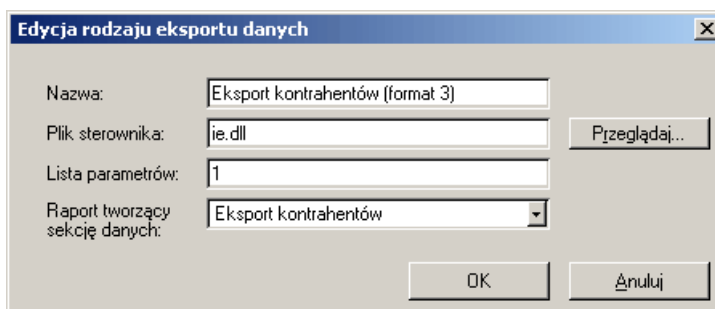 Edycja rodzaju eksportu danych
Nazwa: Eksport kontrahentów (format 3)
Plik sterownika: ie.dll Przeglądaj...
Lista parametrów: 1
Raport tworzący
sekcję danych: Eksport kontrahentów
OK Anuluj